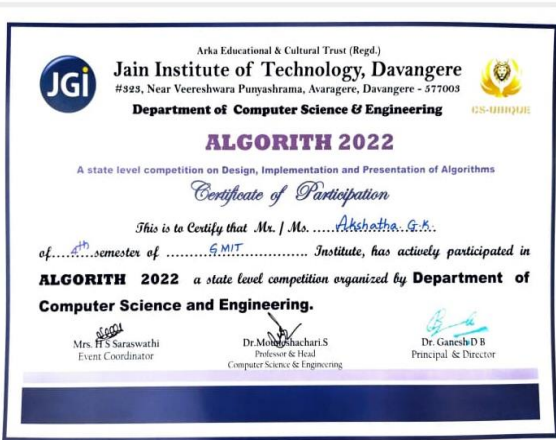 Arka Educational & Cultural Trust (Regd.)
JGi
Jain Institute of Technology, Davangere
#323, Near Veereshwara Punyashrama, Avaragere, Davangere - 577003
Department of Computer Science & Engineering
CS-UNIQUE
ALGORITH 2022
A state level competition on Design, Implementation and Presentation of Algorithms
Certificate of Participation
This is to Certify that Mr. / Ms. .....Akshatha. G.K.
of....4th.....semester of ..........GMIT.............. Institute, has actively participated in
ALGORITH 2022 a state level competition organized by Department of
Computer Science and Engineering.
Mrs. H S Saraswathi
Event Coordinator
Dr. S
Professor & Head
Computer Science & Engineering
Dr. Ganesh D B
Principal & Director